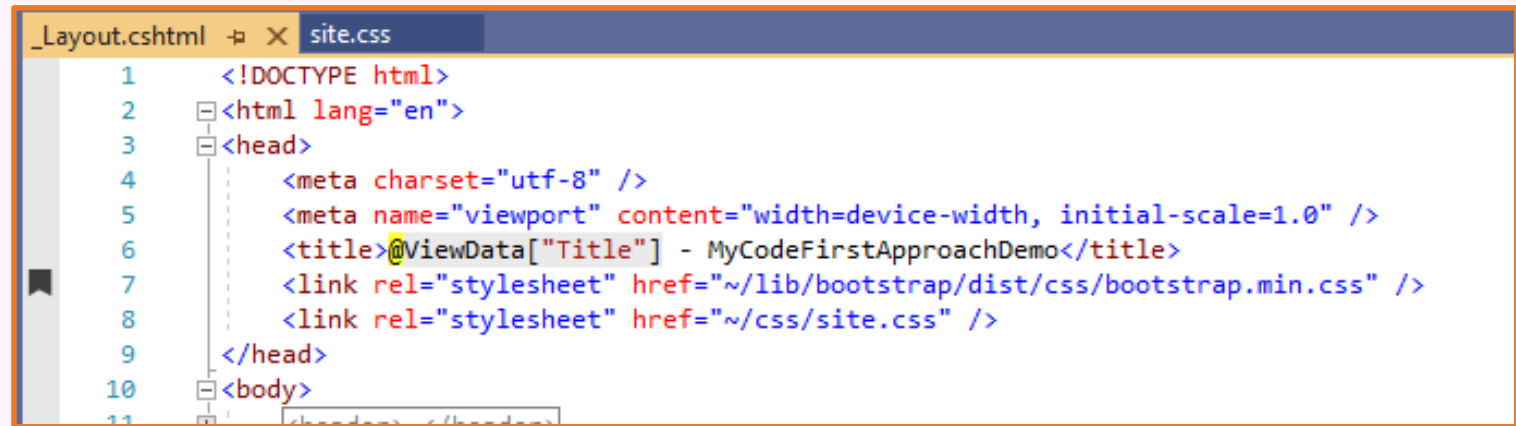 _Layout.cshtml site.css
1 <!DOCTYPE html>
2 <html lang="en">
3 <head>
4 <meta charset="utf-8" />
5 <meta name="viewport" content="width=device-width, initial-scale=1.0" />
6 <title>@ViewData["Title"] - MyCodeFirstApproachDemo</title>
7 <link rel="stylesheet" href="~/lib/bootstrap/dist/css/bootstrap.min.css" />
8 <link rel="stylesheet" href="~/css/site.css" />
9 </head>
10 <body>
11